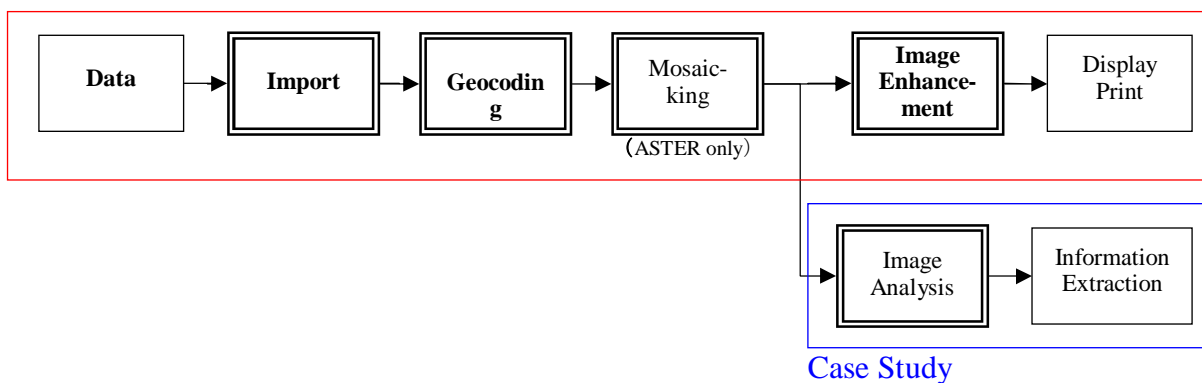 Data
Import
Geocodin
g
Mosaic-
king
(ASTER only)
Image
Enhance-
ment
Display
Print
Image
Analysis
Information
Extraction
Case Study